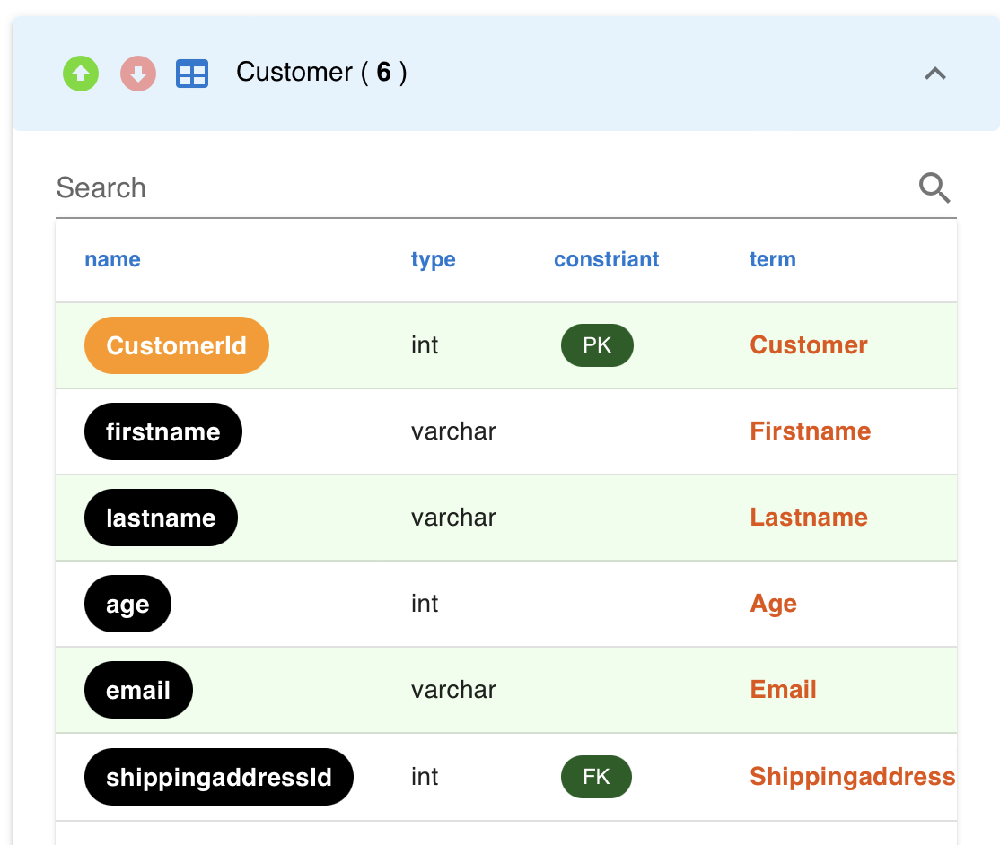 Customer ( 6 )
Search
name type constriant term
CustomerId int PK Customer
firstname varchar Firstname
lastname varchar Lastname
age int Age
email varchar Email
shippingaddressId int FK Shippingaddress